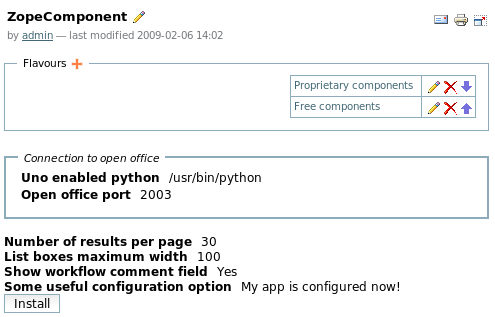 ZopeComponent
by admin — last modified 2009-02-06 14:02
Flavours
Proprietary components
Free components
Connection to open office
Uno enabled python /usr/bin/python
Open office port 2003
Number of results per page 30
List boxes maximum width 100
Show workflow comment field Yes
Some useful configuration option My app is configured now!
Install